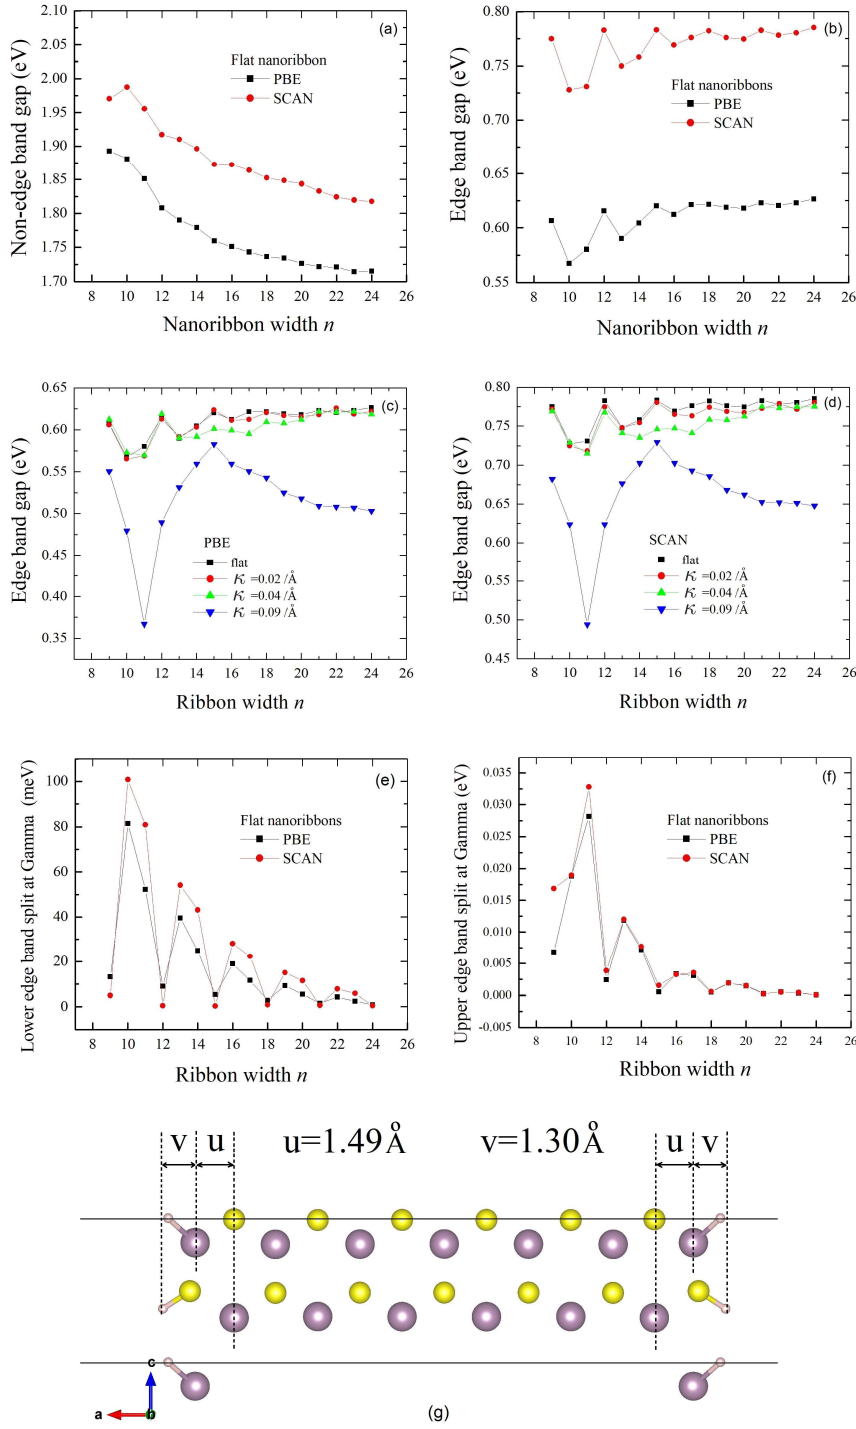 (a)
Non-edge band gap (eV)
2.10
2.05
2.00
1.95
1.90
1.85
1.80
1.75
1.70
Flat nanoribbon
PBE
SCAN
8 10 12 14 16 18 20 22 24 26
Nanoribbon width n
(b)
Edge band gap (eV)
0.80
0.75
0.70
0.65
0.60
0.55
Flat nanoribbons
PBE
SCAN
8 10 12 14 16 18 20 22 24 26
Nanoribbon width n
(c)
Edge band gap (eV)
0.65
0.60
0.55
0.50
0.45
0.40
0.35
PBE
flat
κ =0.02 /Å
κ =0.04 /Å
κ =0.09 /Å
8 10 12 14 16 18 20 22 24 26
Ribbon width n
(d)
Edge band gap (eV)
0.80
0.75
0.70
0.65
0.60
0.55
0.50
0.45
SCAN
flat
κ =0.02 /Å
κ =0.04 /Å
κ =0.09 /Å
8 10 12 14 16 18 20 22 24 26
Ribbon width n
(e)
Lower edge band split at Gamma (meV)
100
80
60
40
20
0
Flat nanoribbons
PBE
SCAN
8 10 12 14 16 18 20 22 24 26
Ribbon width n
(f)
Upper edge band split at Gamma (eV)
0.035
0.030
0.025
0.020
0.015
0.010
0.005
0.000
-0.005
Flat nanoribbons
PBE
SCAN
8 10 12 14 16 18 20 22 24 26
Ribbon width n
v u u=1.49Å v=1.30Å u v
c
a b
(g)